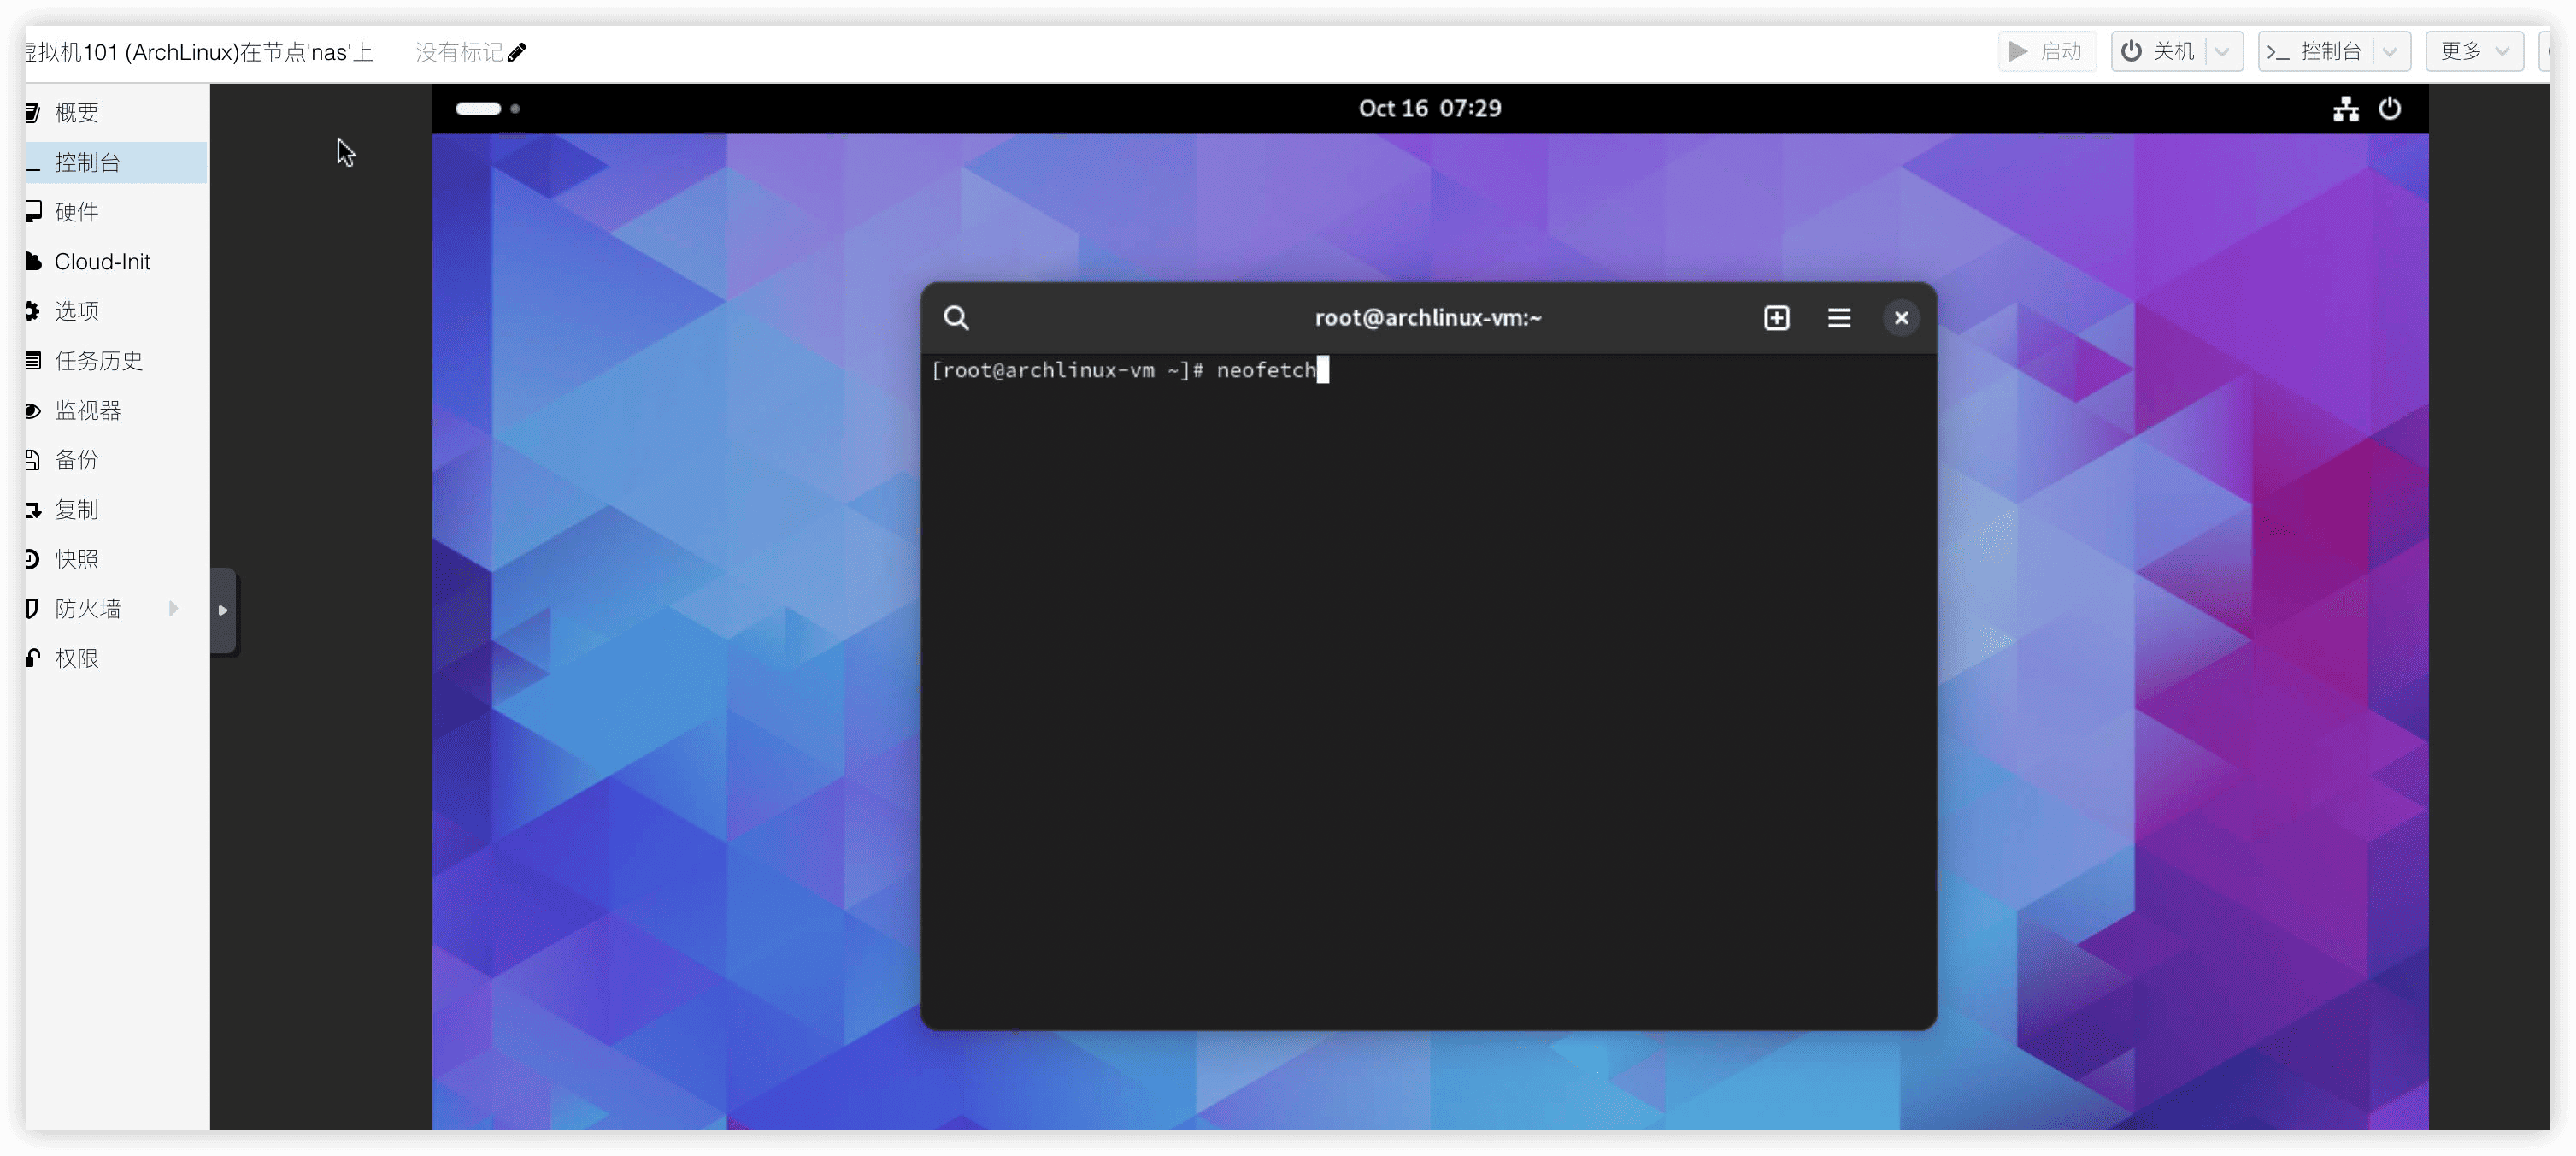 虚拟机101 (ArchLinux)在节点'nas'上
没有标记
启动
关机
控制台
更多
概要
控制台
硬件
Cloud-Init
选项
任务历史
监视器
备份
复制
快照
防火墙
权限
Oct 16 07:29
root@archlinux-vm:~
[root@archlinux-vm ~]# neofetch